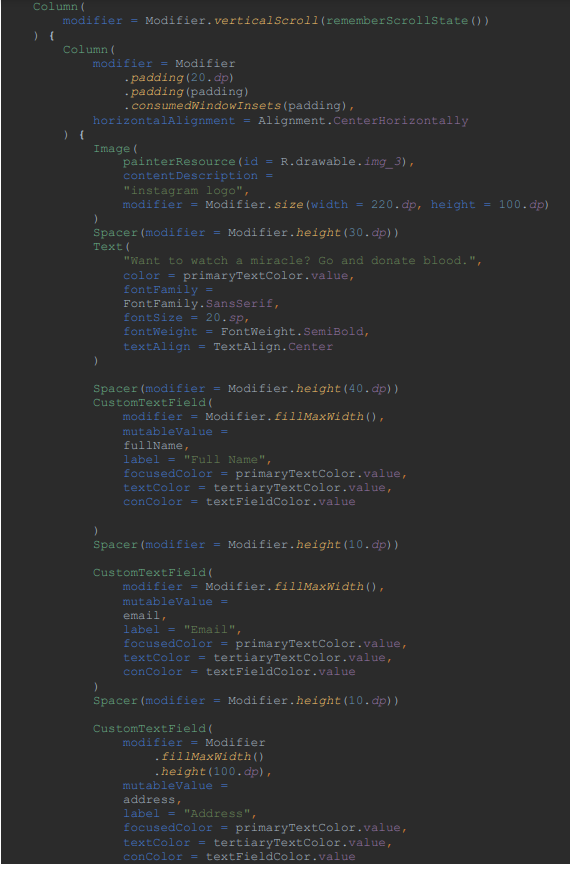 Column(
modifier = Modifier.verticalScroll(rememberScrollState())
) {
Column(
modifier = Modifier
.padding(20.dp)
.padding(padding)
.consumedWindowInsets(padding),
horizontalAlignment = Alignment.CenterHorizontally
) {
Image(
painterResource(id = R.drawable.img_3),
contentDescription =
"instagram logo",
modifier = Modifier.size(width = 220.dp, height = 100.dp)
)
Spacer(modifier = Modifier.height(30.dp))
Text(
"Want to watch a miracle? Go and donate blood.",
color = primaryTextColor.value,
fontFamily =
FontFamily.SansSerif,
fontSize = 20.sp,
fontWeight = FontWeight.SemiBold,
textAlign = TextAlign.Center
)
Spacer(modifier = Modifier.height(40.dp))
CustomTextField(
modifier = Modifier.fillMaxWidth(),
mutableValue =
fullName,
label = "Full Name",
focusedColor = primaryTextColor.value,
textColor = tertiaryTextColor.value,
conColor = textFieldColor.value
)
Spacer(modifier = Modifier.height(10.dp))
CustomTextField(
modifier = Modifier.fillMaxWidth(),
mutableValue =
email,
label = "Email",
focusedColor = primaryTextColor.value,
textColor = tertiaryTextColor.value,
conColor = textFieldColor.value
)
Spacer(modifier = Modifier.height(10.dp))
CustomTextField(
modifier = Modifier
.fillMaxWidth()
.height(100.dp),
mutableValue =
address,
label = "Address",
focusedColor = primaryTextColor.value,
textColor = tertiaryTextColor.value,
conColor = textFieldColor.value